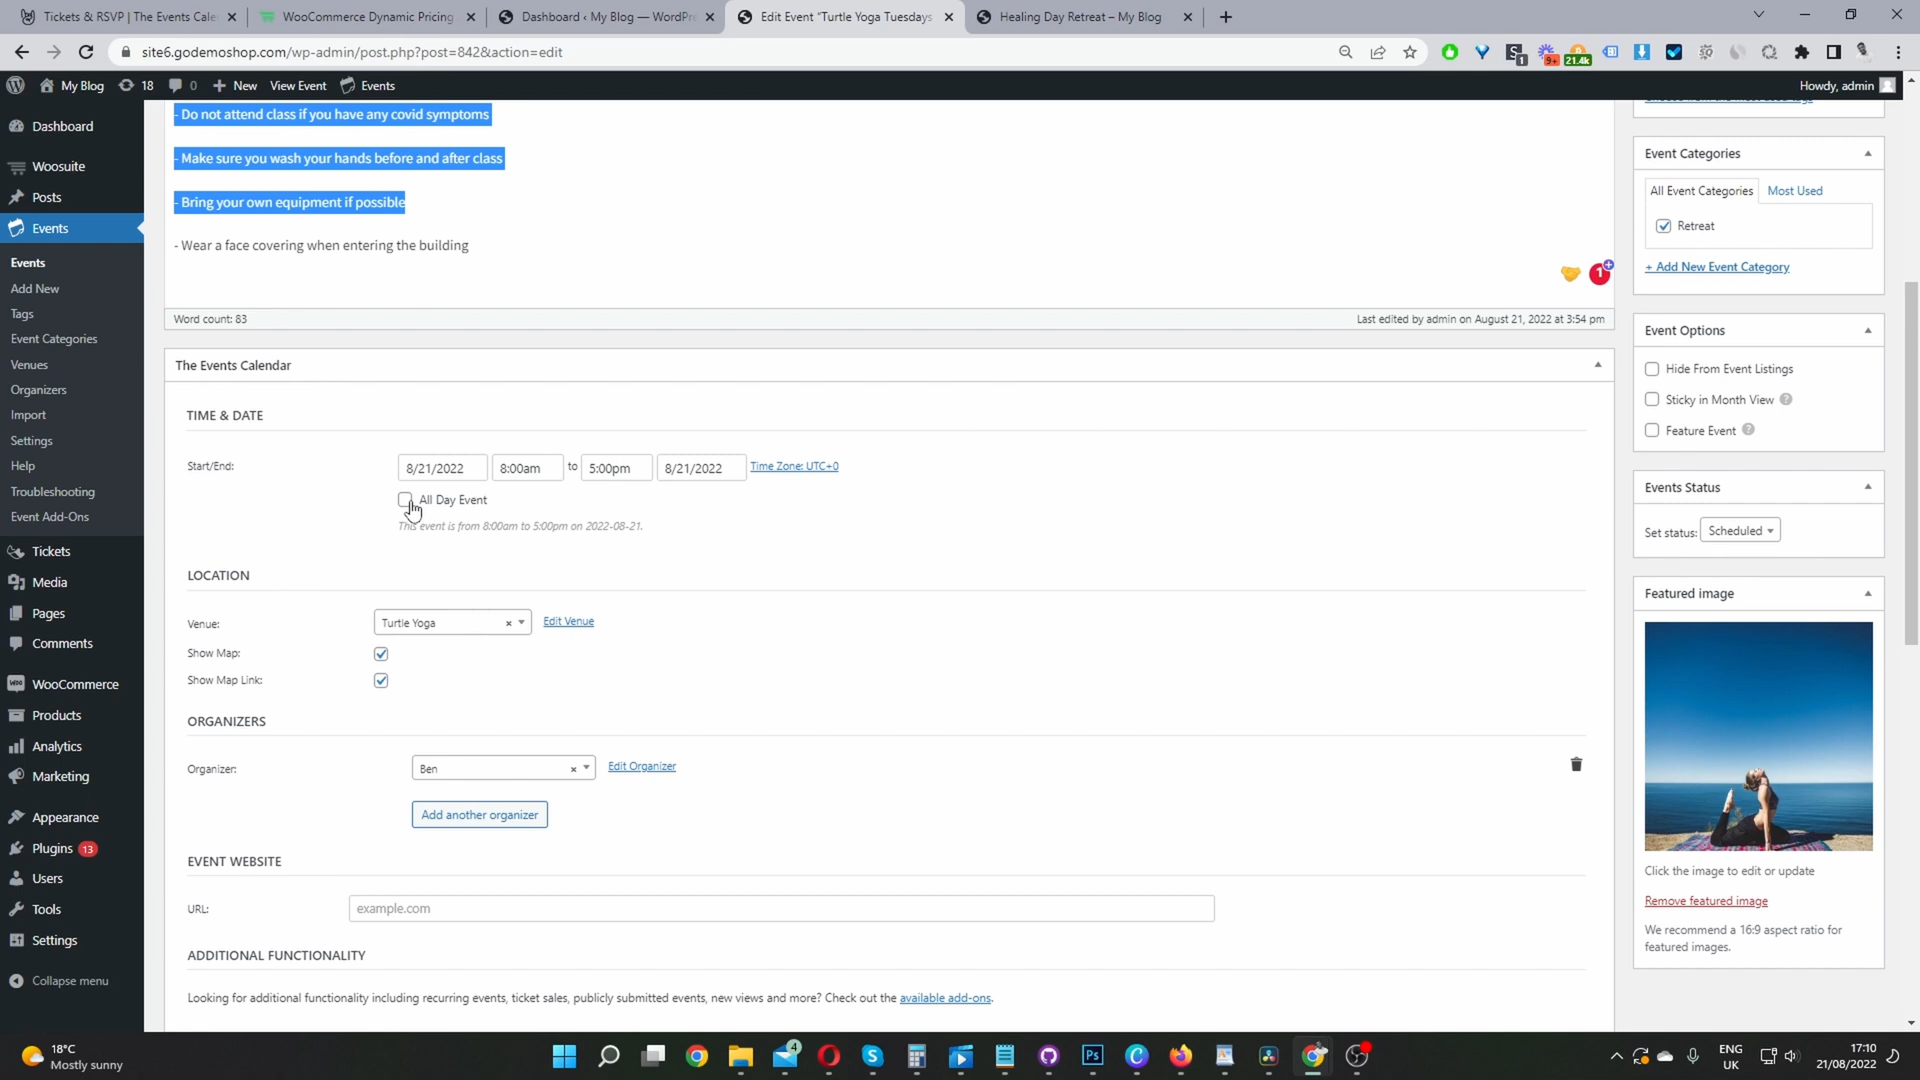 Tickets & RSVP | The Events Cale
WooCommerce Dynamic Pricing
Dashboard ‹ My Blog — WordPre
Edit Event "Turtle Yoga Tuesdays
Healing Day Retreat – My Blog
site6.godemoshop.com/wp-admin/post.php?post=842&action=edit
1
9+
21.4k
My Blog 18 0 New View Event Events
Howdy, admin
Dashboard
Woosuite
Posts
Events
Events
Add New
Tags
Event Categories
Venues
Organizers
Import
Settings
Help
Troubleshooting
Event Add-Ons
Tickets
Media
Pages
Comments
WooCommerce
Products
Analytics
Marketing
Appearance
Plugins 13
Users
Tools
Settings
Collapse menu
- Do not attend class if you have any covid symptoms
- Make sure you wash your hands before and after class
- Bring your own equipment if possible
- Wear a face covering when entering the building
1
Word count: 83
Last edited by admin on August 21, 2022 at 3:54 pm
The Events Calendar
TIME & DATE
Start/End: 8/21/2022 8:00am to 5:00pm 8/21/2022 Time Zone: UTC+0
All Day Event
This event is from 8:00am to 5:00pm on 2022-08-21.
LOCATION
Venue: Turtle Yoga × Edit Venue
Show Map:
Show Map Link:
ORGANIZERS
Organizer: Ben × Edit Organizer
Add another organizer
EVENT WEBSITE
URL: example.com
ADDITIONAL FUNCTIONALITY
Looking for additional functionality including recurring events, ticket sales, publicly submitted events, new views and more? Check out the available add-ons.
Event Categories
All Event Categories Most Used
Retreat
+ Add New Event Category
Event Options
Hide From Event Listings
Sticky in Month View ?
Feature Event ?
Events Status
Set status: Scheduled
Featured image
Click the image to edit or update
Remove featured image
We recommend a 16:9 aspect ratio for
featured images.
18°C
Mostly sunny
4
Ps
ENG
UK
17:10
21/08/2022